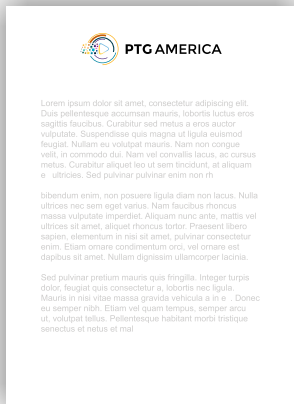 PTG AMERICA
Lorem ipsum dolor sit amet, consectetur adipiscing elit.
Duis pellentesque accumsan mauris, lobortis luctus eros
sagittis faucibus. Curabitur sed metus a eros auctor
vulputate. Suspendisse quis magna ut ligula euismod
feugiat. Nullam eu volutpat mauris. Nam non congue
velit, in commodo dui. Nam vel convallis lacus, ac cursus
metus. Curabitur aliquet leo ut sem tincidunt, at aliquam
e ultricies. Sed pulvinar pulvinar enim non rh
bibendum enim, non posuere ligula diam non lacus. Nulla
ultrices nec sem eget varius. Nam faucibus rhoncus
massa vulputate imperdiet. Aliquam nunc ante, mattis vel
ultrices sit amet, aliquet rhoncus tortor. Praesent libero
sapien, elementum in nisi sit amet, pulvinar consectetur
enim. Etiam ornare condimentum orci, vel ornare est
dapibus sit amet. Nullam dignissim ullamcorper lacinia.
Sed pulvinar pretium mauris quis fringilla. Integer turpis
dolor, feugiat quis consectetur a, lobortis nec ligula.
Mauris in nisi vitae massa gravida vehicula a in e . Donec
eu semper nibh. Etiam vel quam tempus, semper arcu
ut, volutpat tellus. Pellentesque habitant morbi tristique
senectus et netus et mal